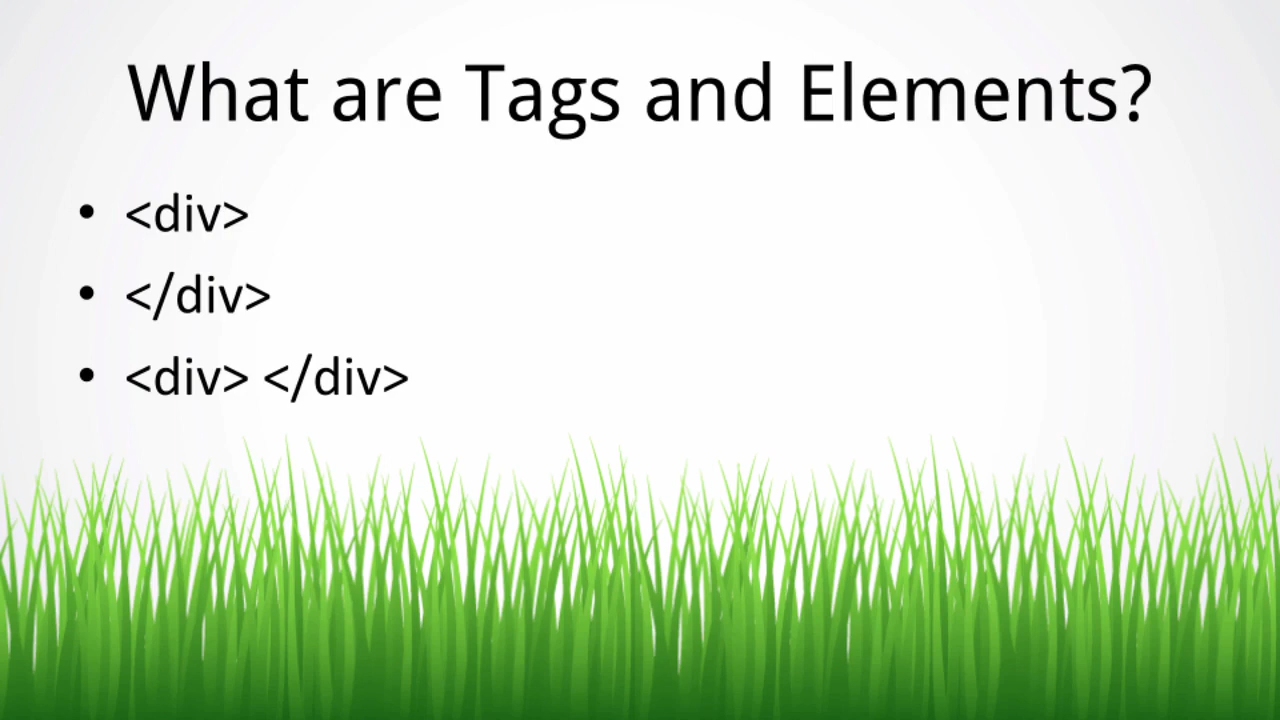 What are Tags and Elements?
• <div>
• </div>
• <div> </div>